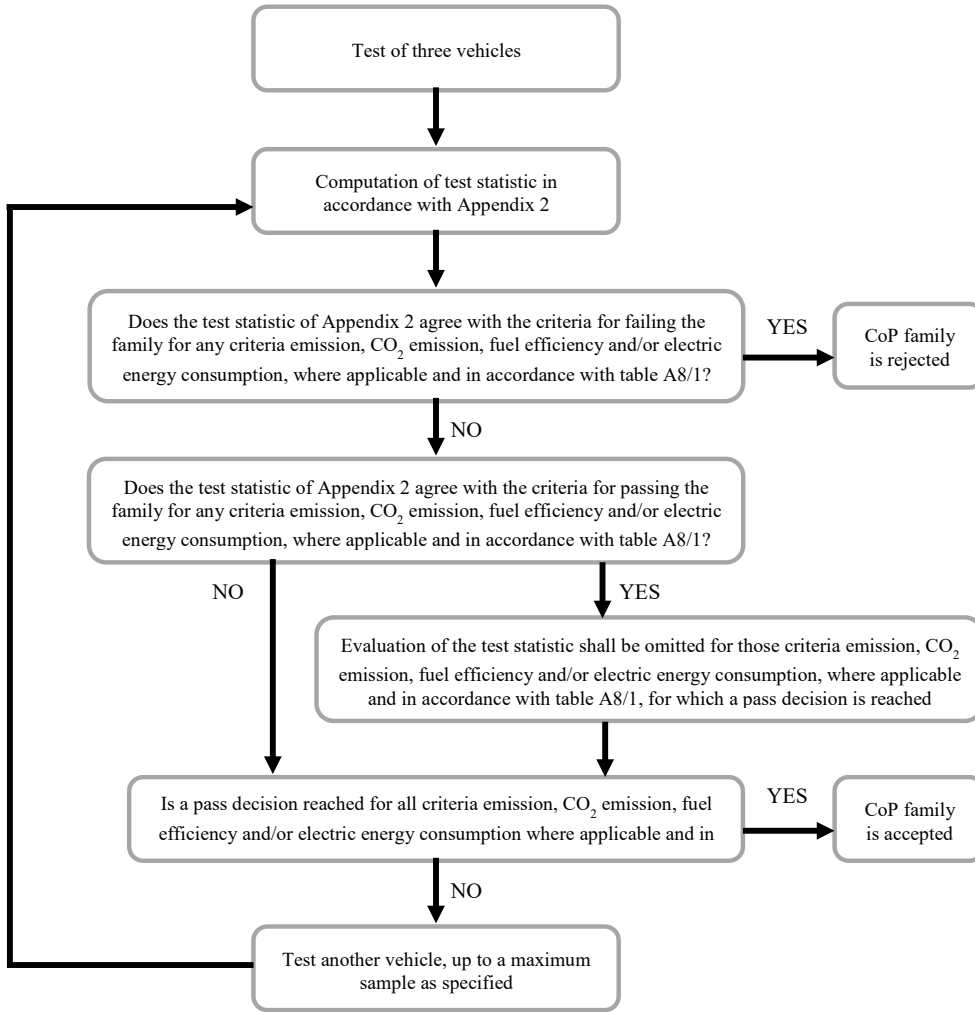 Test of three vehicles
Computation of test statistic in
accordance with Appendix 2
Does the test statistic of Appendix 2 agree with the criteria for failing the
family for any criteria emission, CO₂ emission, fuel efficiency and/or electric
energy consumption, where applicable and in accordance with table A8/1?
YES
CoP family
is rejected
NO
Does the test statistic of Appendix 2 agree with the criteria for passing the
family for any criteria emission, CO₂ emission, fuel efficiency and/or electric
energy consumption, where applicable and in accordance with table A8/1?
NO
YES
Evaluation of the test statistic shall be omitted for those criteria emission, CO₂
emission, fuel efficiency and/or electric energy consumption, where applicable
and in accordance with table A8/1, for which a pass decision is reached
Is a pass decision reached for all criteria emission, CO₂ emission, fuel
efficiency and/or electric energy consumption where applicable and in
YES
CoP family
is accepted
NO
Test another vehicle, up to a maximum
sample as specified